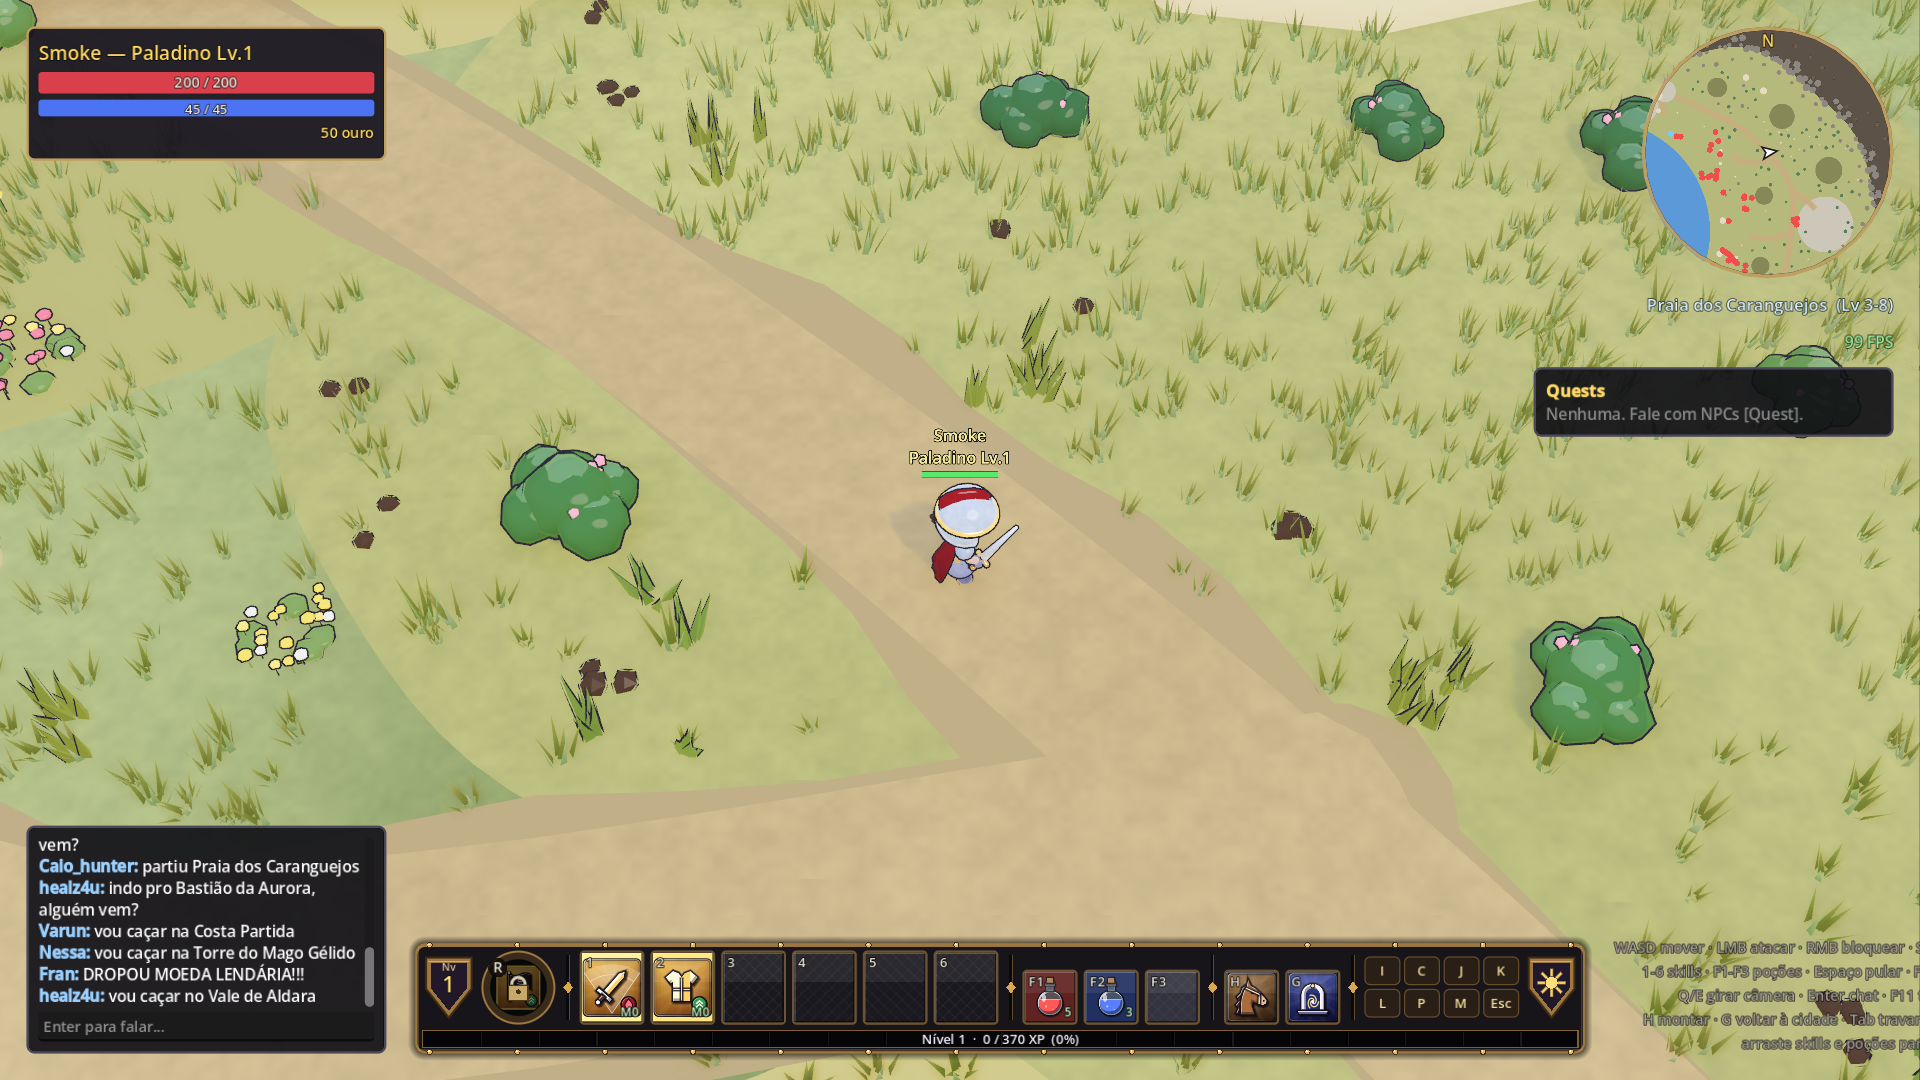 Smoke — Paladino Lv.1
200 / 200
45 / 45
50 ouro
N
Praia dos Caranguejos (Lv 3-8)
99 FPS
Quests
Nenhuma. Fale com NPCs [Quest].
Smoke
Paladino Lv.1
vem?
Calo_hunter: partiu Praia dos Caranguejos
healz4u: indo pro Bastião da Aurora,
alguém vem?
Varun: vou caçar na Costa Partida
Nessa: vou caçar na Torre do Mago Gélido
Fran: DROPOU MOEDA LENDÁRIA!!!
healz4u: vou caçar no Vale de Aldara
Enter para falar...
Nv
1
R
1 M0
2 M0
3
4
5
6
F1 5
F2 3
F3
H
G
I C J K
L P M Esc
Nível 1 · 0 / 370 XP (0%)
WASD mover · LMB atacar · RMB bloquear ·
1-6 skills · F1-F3 poções · Espaço pular ·
Q/E girar câmera · Enter chat · F11
H montar · G voltar à cidade · Tab
arraste skills e poções